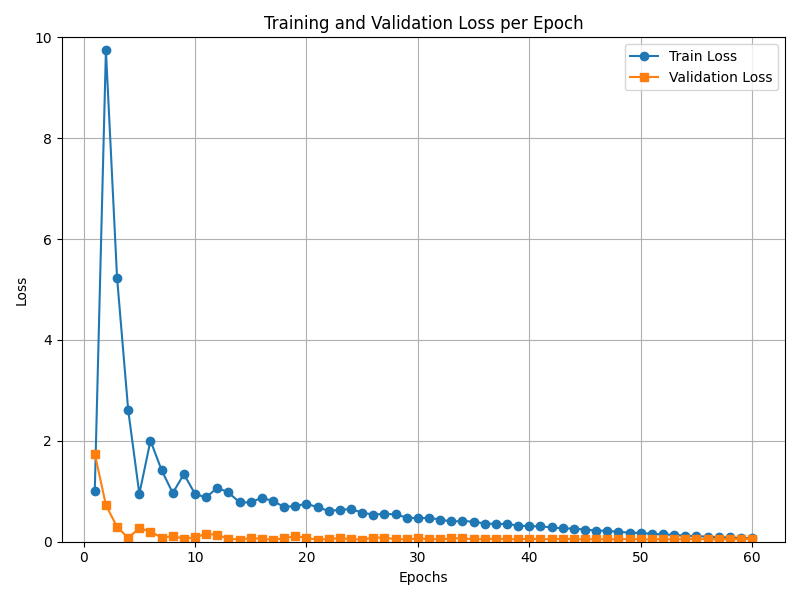 Training and Validation Loss per Epoch
Train Loss
Validation Loss
10
8
6
4
2
0
Loss
0 10 20 30 40 50 60
Epochs